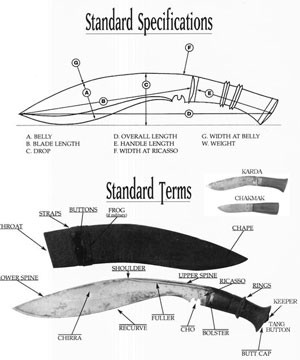 Standard Specifications
G
F
A
B
C
E
D
A. BELLY
B. BLADE LENGTH
C. DROP
D. OVERALL LENGTH
E. HANDLE LENGTH
F. WIDTH AT RICASSO
G. WIDTH AT BELLY
W. WEIGHT
KARDA
CHAKMAK
Standard Terms
STRAPS
BUTTONS
FROG
THROAT
CHAPE
LOWER SPINE
SHOULDER
UPPER SPINE
RICASSO
RINGS
KEEPER
TANG
BUTTON
CHIRRA
RECURVE
FULLER
CHO
BOLSTER
BUTT CAP